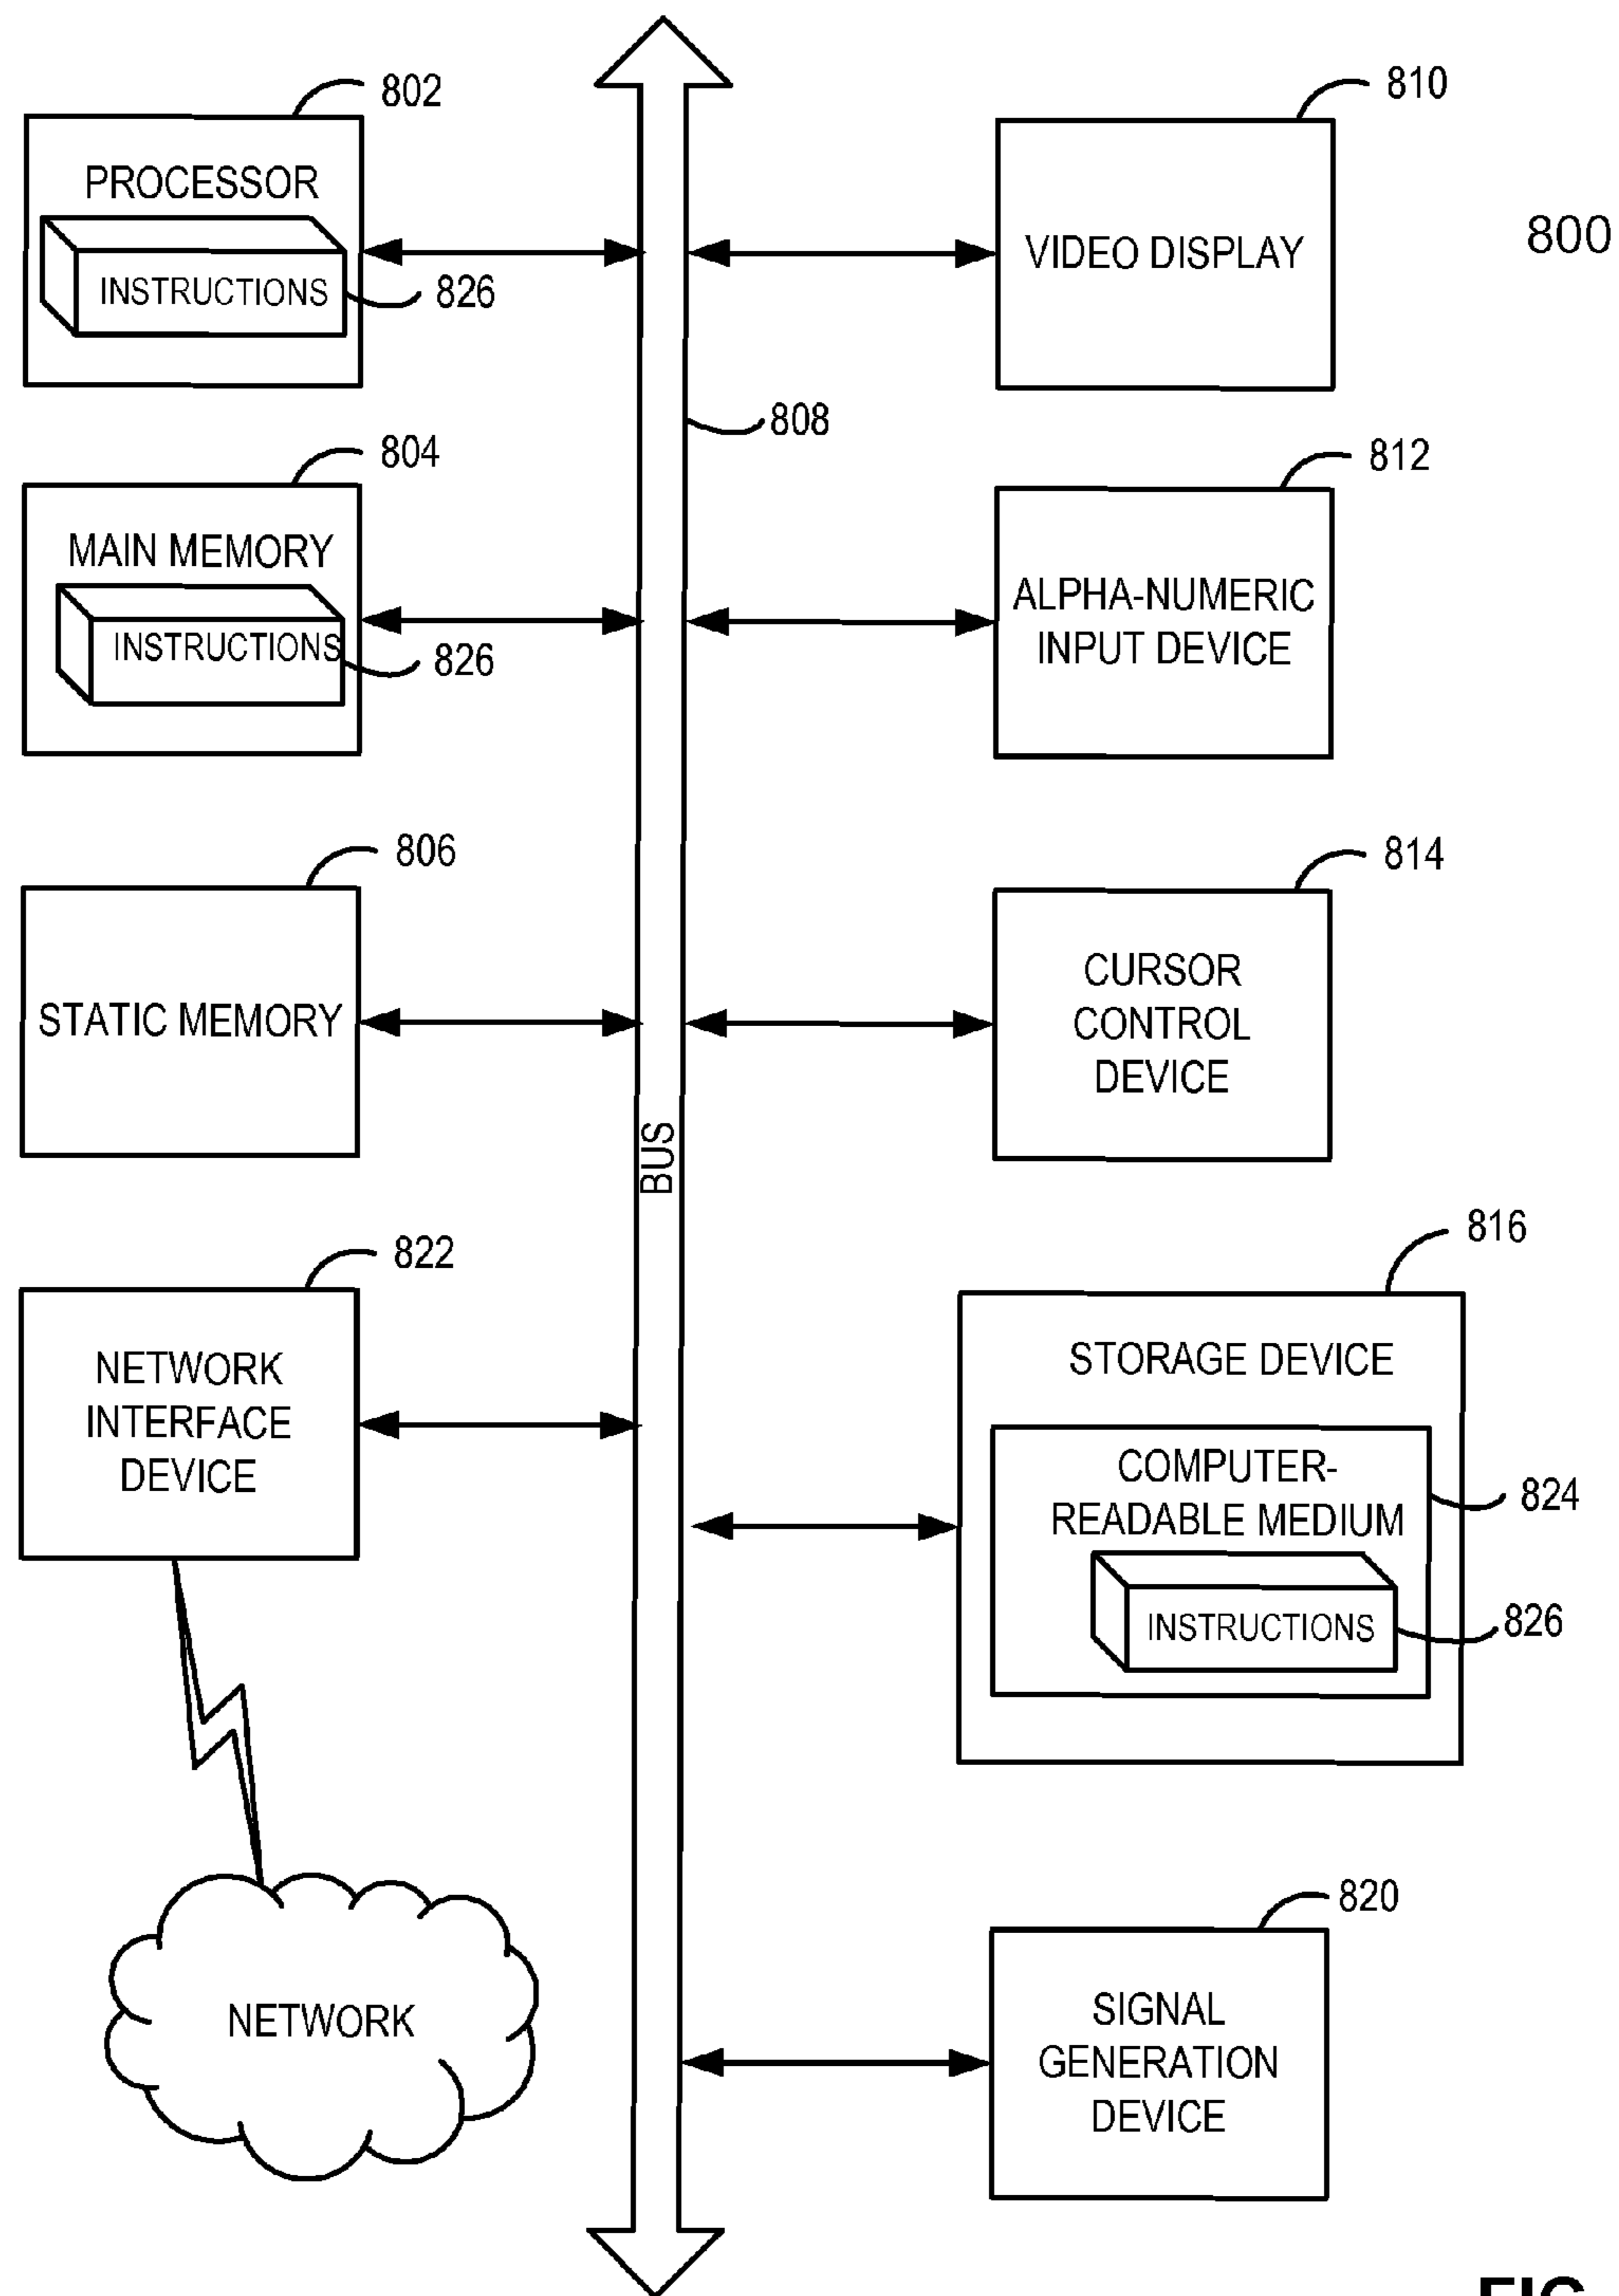 802
PROCESSOR
INSTRUCTIONS
826
810
VIDEO DISPLAY
800
808
804
MAIN MEMORY
INSTRUCTIONS
826
812
ALPHA-NUMERIC
INPUT DEVICE
806
STATIC MEMORY
814
CURSOR
CONTROL
DEVICE
BUS
822
NETWORK
INTERFACE
DEVICE
816
STORAGE DEVICE
COMPUTER-
READABLE MEDIUM
824
INSTRUCTIONS
826
NETWORK
820
SIGNAL
GENERATION
DEVICE